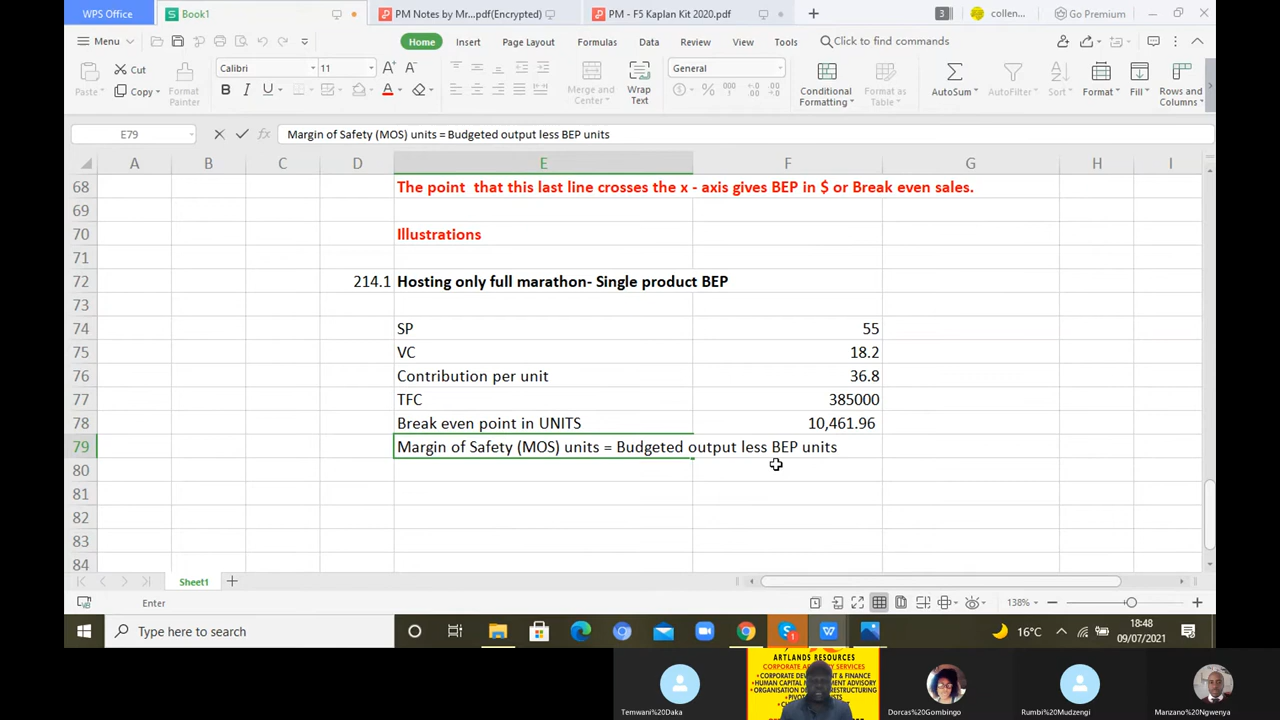 WPS Office
Book1
PM Notes by Mr...pdf(Encrypted)
PM - F5 Kaplan Kit 2020.pdf
3
collen...
Go Premium
Menu
Home
Insert
Page Layout
Formulas
Data
Review
View
Tools
Click to find commands
Paste
Cut
Copy
Format Painter
Calibri
11
Merge and Center
Wrap Text
General
Conditional Formatting
Format as Table
AutoSum
AutoFilter
Sort
Format
Fill
Rows and Columns
E79
Margin of Safety (MOS) units = Budgeted output less BEP units
A B C D E F G H I
68 The point that this last line crosses the x - axis gives BEP in $ or Break even sales.
69
70 Illustrations
71
72 214.1 Hosting only full marathon- Single product BEP
73
74 SP 55
75 VC 18.2
76 Contribution per unit 36.8
77 TFC 385000
78 Break even point in UNITS 10,461.96
79 Margin of Safety (MOS) units = Budgeted output less BEP units
80
81
82
83
84
Sheet1
Enter
138%
Type here to search
16°C
18:48
09/07/2021
ARTLANDS RESOURCES
CORPORATE ADVISORY SERVICES
Temwani%20Daka
Dorcas%20Gombingo
Rumbi%20Mudzengi
Manzano%20Ngwenya